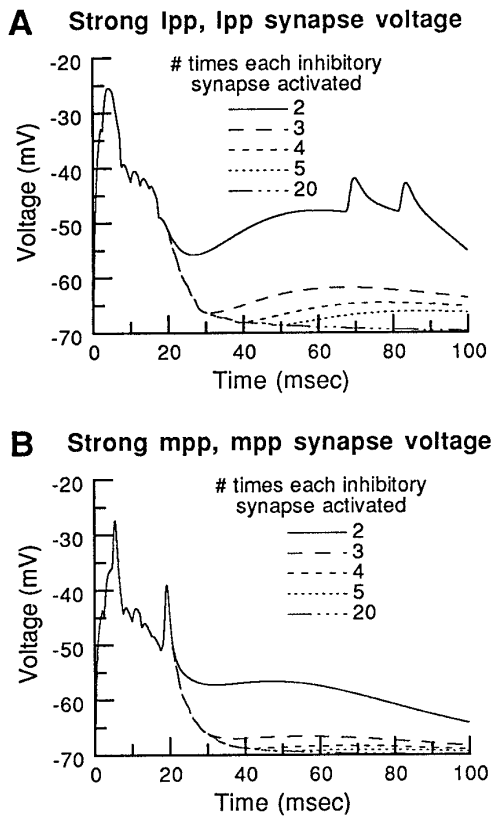 A Strong lpp, lpp synapse voltage
-20
-30
-40
-50
-60
-70
Voltage (mV)
# times each inhibitory
synapse activated
2
3
4
5
20
0 20 40 60 80 100
Time (msec)
B Strong mpp, mpp synapse voltage
-20
-30
-40
-50
-60
-70
Voltage (mV)
# times each inhibitory
synapse activated
2
3
4
5
20
0 20 40 60 80 100
Time (msec)